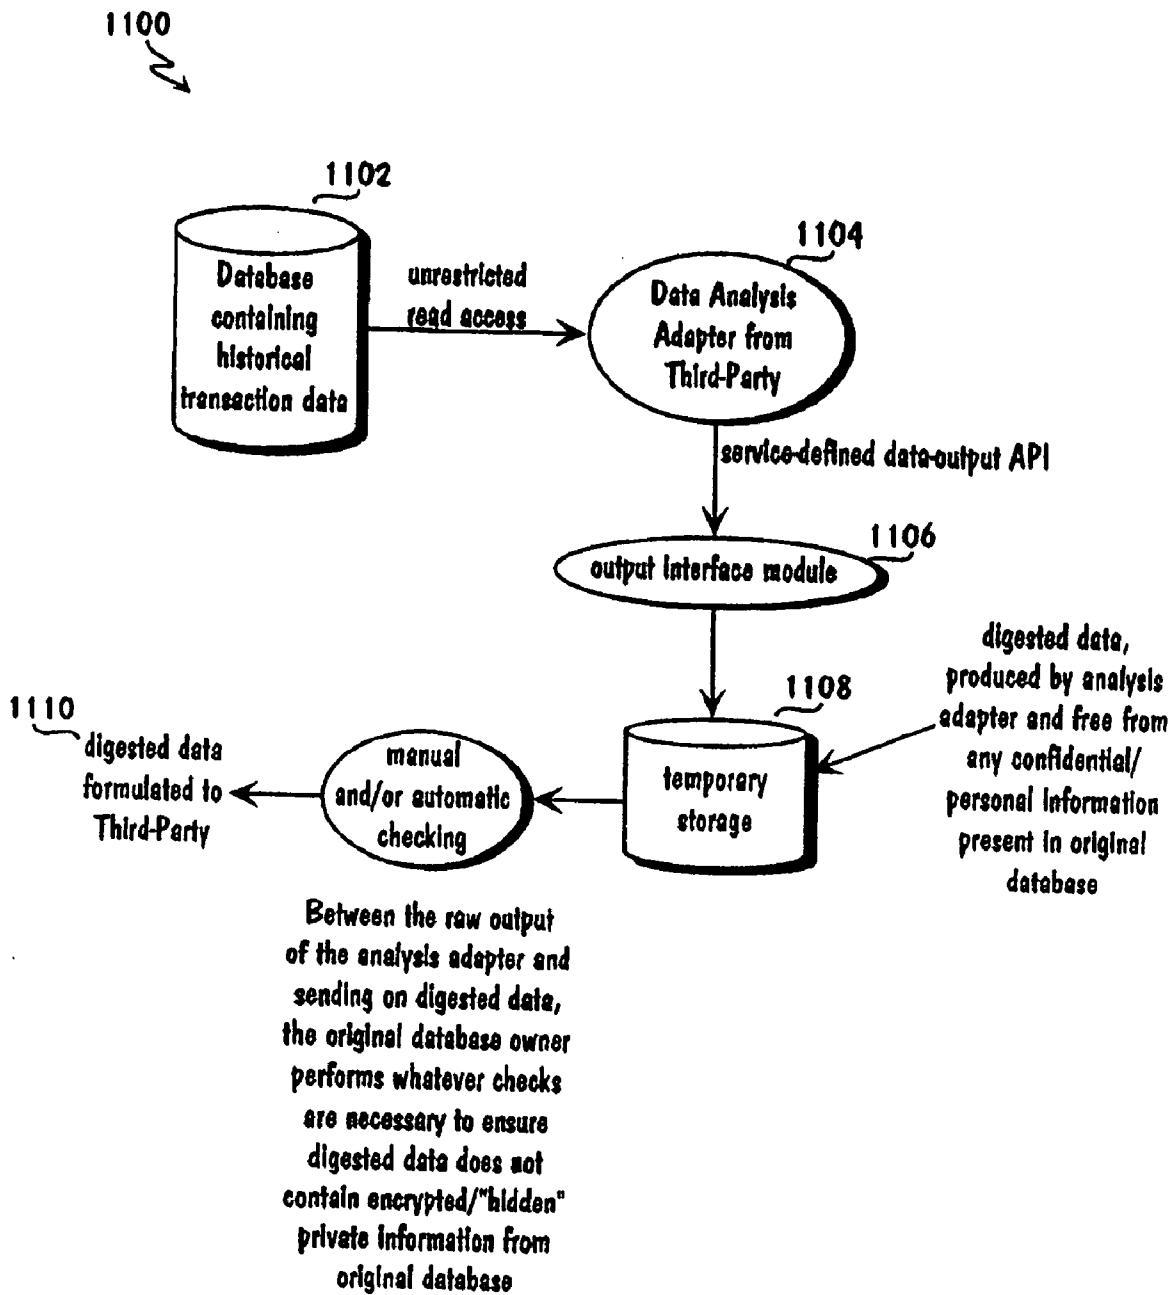 1100
1102
Database
containing
historical
transaction data
unrestricted
read access
1104
Data Analysis
Adapter from
Third-Party
service-defined data-output API
1106
output interface module
1108
temporary
storage
digested data,
produced by analysis
adapter and free from
any confidential/
personal information
present in original
database
manual
and/or automatic
checking
1110
digested data
formulated to
Third-Party
Between the raw output
of the analysis adapter and
sending on digested data,
the original database owner
performs whatever checks
are necessary to ensure
digested data does not
contain encrypted/"hidden"
private information from
original database